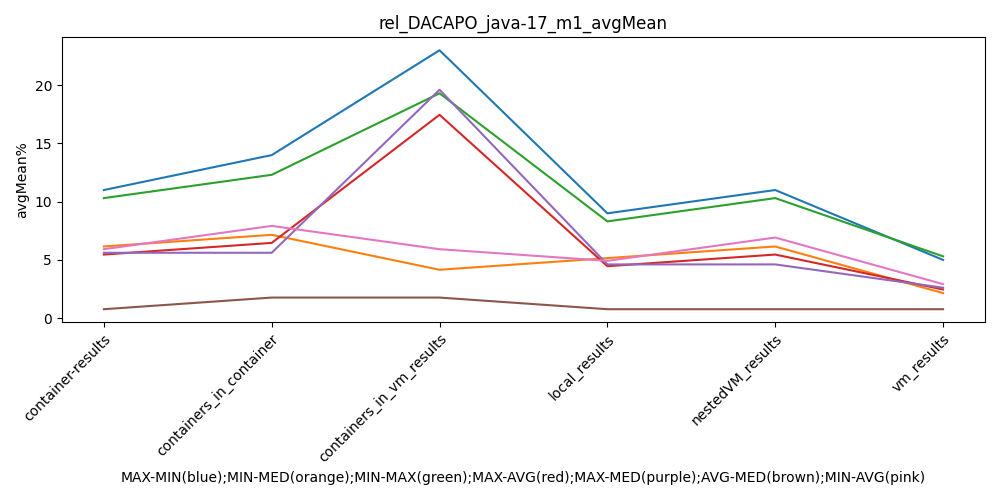 rel_DACAPO_java-17_m1_avgMean
avgMean%
20
15
10
5
0
container-results
containers_in_container
containers_in_vm_results
local_results
nestedVM_results
vm_results
MAX-MIN(blue);MIN-MED(orange);MIN-MAX(green);MAX-AVG(red);MAX-MED(purple);AVG-MED(brown);MIN-AVG(pink)